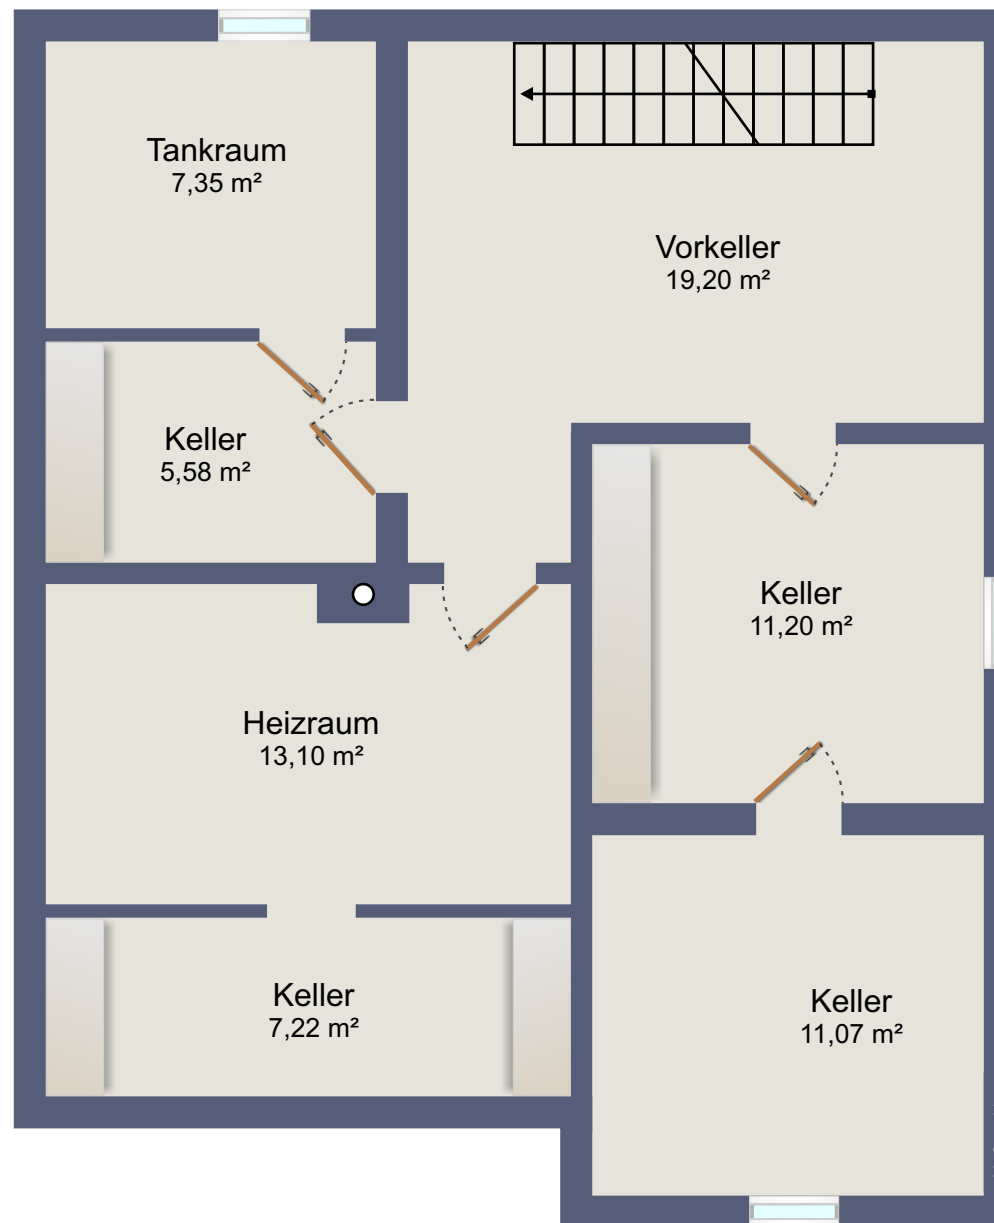 Tankraum
7,35 m²
Vorkeller
19,20 m²
Keller
5,58 m²
Keller
11,20 m²
Heizraum
13,10 m²
Keller
7,22 m²
Keller
11,07 m²